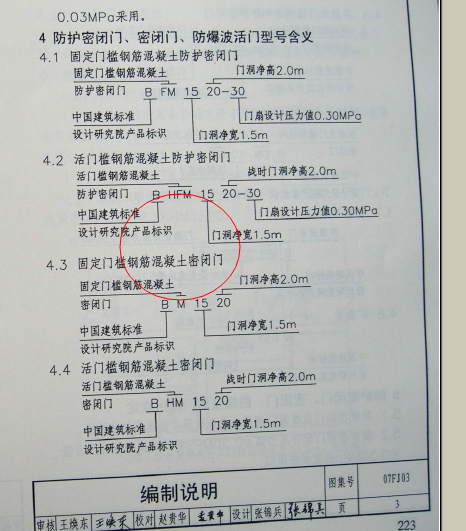 0.03MPa采用。
4 防护密闭门、密闭门、防爆波活门型号含义
4.1 固定门槛钢筋混凝土防护密闭门
固定门槛钢筋混凝土 门洞净高2.0m
防护密闭门 B FM 15 20-30
中国建筑标准 门扇设计压力值0.30MPa
设计研究院产品标识 门洞净宽1.5m
4.2 活门槛钢筋混凝土防护密闭门
活门槛钢筋混凝土 战时门洞净高2.0m
防护密闭门 B HFM 15 20-30
中国建筑标准 门扇设计压力值0.30MPa
设计研究院产品标识 门洞净宽1.5m
4.3 固定门槛钢筋混凝土密闭门
固定门槛钢筋混凝土 门洞净高2.0m
密闭门 B M 15 20
中国建筑标准 门洞净宽1.5m
设计研究院产品标识
4.4 活门槛钢筋混凝土密闭门
活门槛钢筋混凝土 战时门洞净高2.0m
密闭门 B HM 15 20
中国建筑标准 门洞净宽1.5m
设计研究院产品标识
编制说明 图集号 07FJ03
审核 王焕东 王焕东 校对 赵贵华 设计 张锦兵 页 3
223